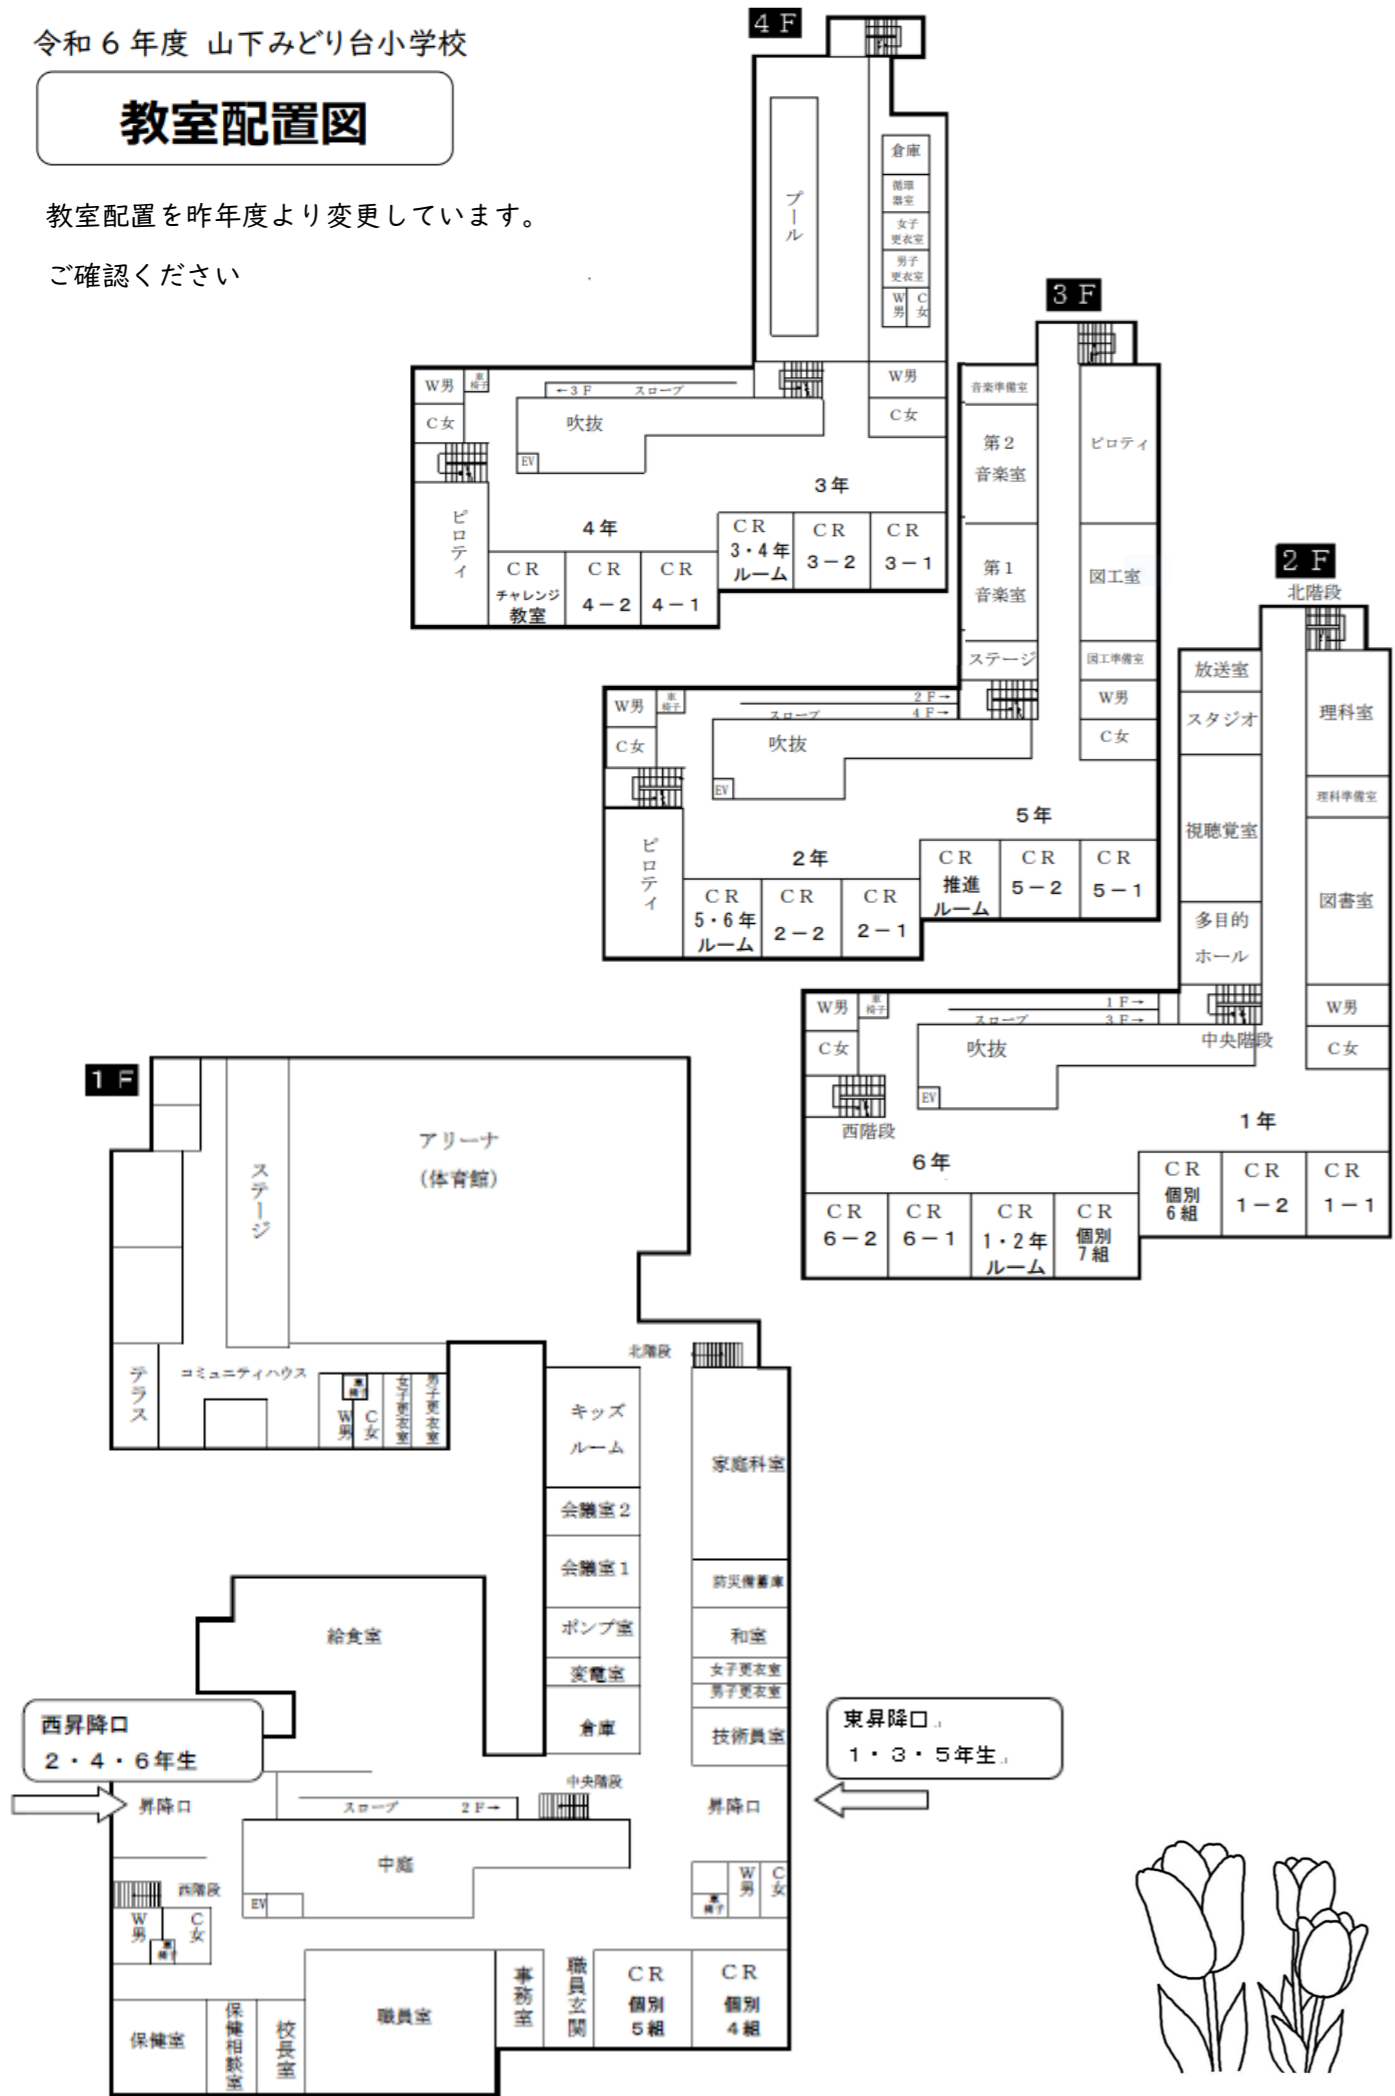 令和6年度 山下みどり台小学校
教室配置図
教室配置を昨年度より変更しています。
ご確認ください
4F
プール
倉庫
循環
器室
女子
更衣室
男子
更衣室
W男
C女
W男
C女
W男
車椅子
C女
←3F スロープ
吹抜
EV
ピロティ
3年
4年
CR
3・4年
ルーム
CR
3-2
CR
3-1
CR
チャレンジ
教室
CR
4-2
CR
4-1
3F
音楽準備室
第2
音楽室
第1
音楽室
ステージ
ピロティ
図工室
図工準備室
W男
C女
W男
車椅子
C女
2F→
スロープ 4F→
吹抜
EV
ピロティ
5年
2年
CR
推進
ルーム
CR
5-2
CR
5-1
CR
5・6年
ルーム
CR
2-2
CR
2-1
2F
北階段
放送室
スタジオ
視聴覚室
多目的
ホール
理科室
理科準備室
図書室
W男
C女
中央階段
W男
車椅子
C女
1F→
スロープ 3F→
吹抜
EV
西階段
1年
6年
CR
個別
6組
CR
1-2
CR
1-1
CR
6-2
CR
6-1
CR
1・2年
ルーム
CR
個別
7組
1F
ステージ
アリーナ
(体育館)
テラス
コミュニティハウス
車椅子
W男
C女
女子更衣室
男子更衣室
北階段
キッズ
ルーム
会議室2
会議室1
ポンプ室
変電室
倉庫
家庭科室
防災備蓄庫
和室
女子更衣室
男子更衣室
技術員室
給食室
西昇降口
2・4・6年生
昇降口
東昇降口
1・3・5年生
昇降口
中央階段
スロープ 2F→
中庭
EV
西階段
W男
C女
車椅子
W男
C女
車椅子
保健室
保健相談室
校長室
職員室
事務室
職員玄関
CR
個別
5組
CR
個別
4組